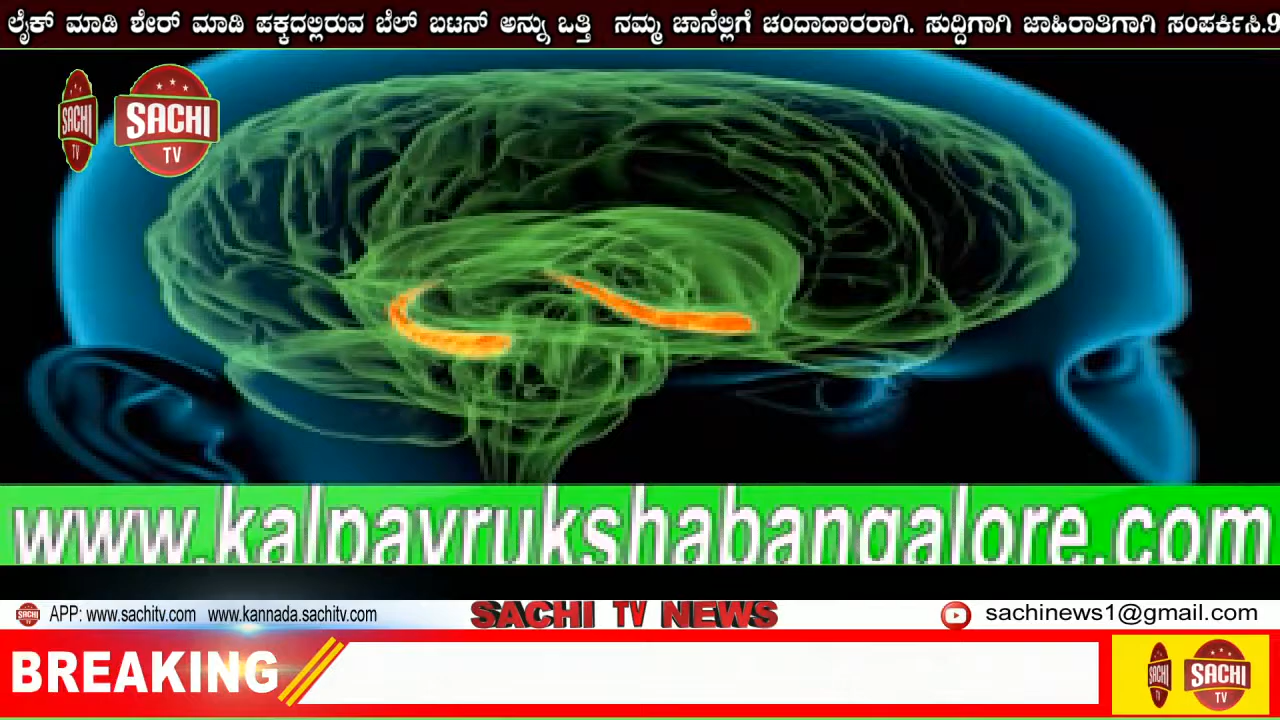 ಲೈಕ್ ಮಾಡಿ ಶೇರ್ ಮಾಡಿ ಪಕ್ಕದಲ್ಲಿರುವ ಬೆಲ್ ಬಟನ್ ಅನ್ನು ಒತ್ತಿ ನಮ್ಮ ಚಾನೆಲ್ಲಿಗೆ ಚಂದಾದಾರರಾಗಿ. ಸುದ್ದಿಗಾಗಿ ಜಾಹಿರಾತಿಗಾಗಿ ಸಂಪರ್ಕಿಸಿ.9
SACHI SACHI
TV
www.kalpavrukshabangalore.com
SACHI APP: www.sachitv.com www.kannada.sachitv.com SACHI TV NEWS sachinews1@gmail.com
BREAKING
SACHI SACHI
TV TV